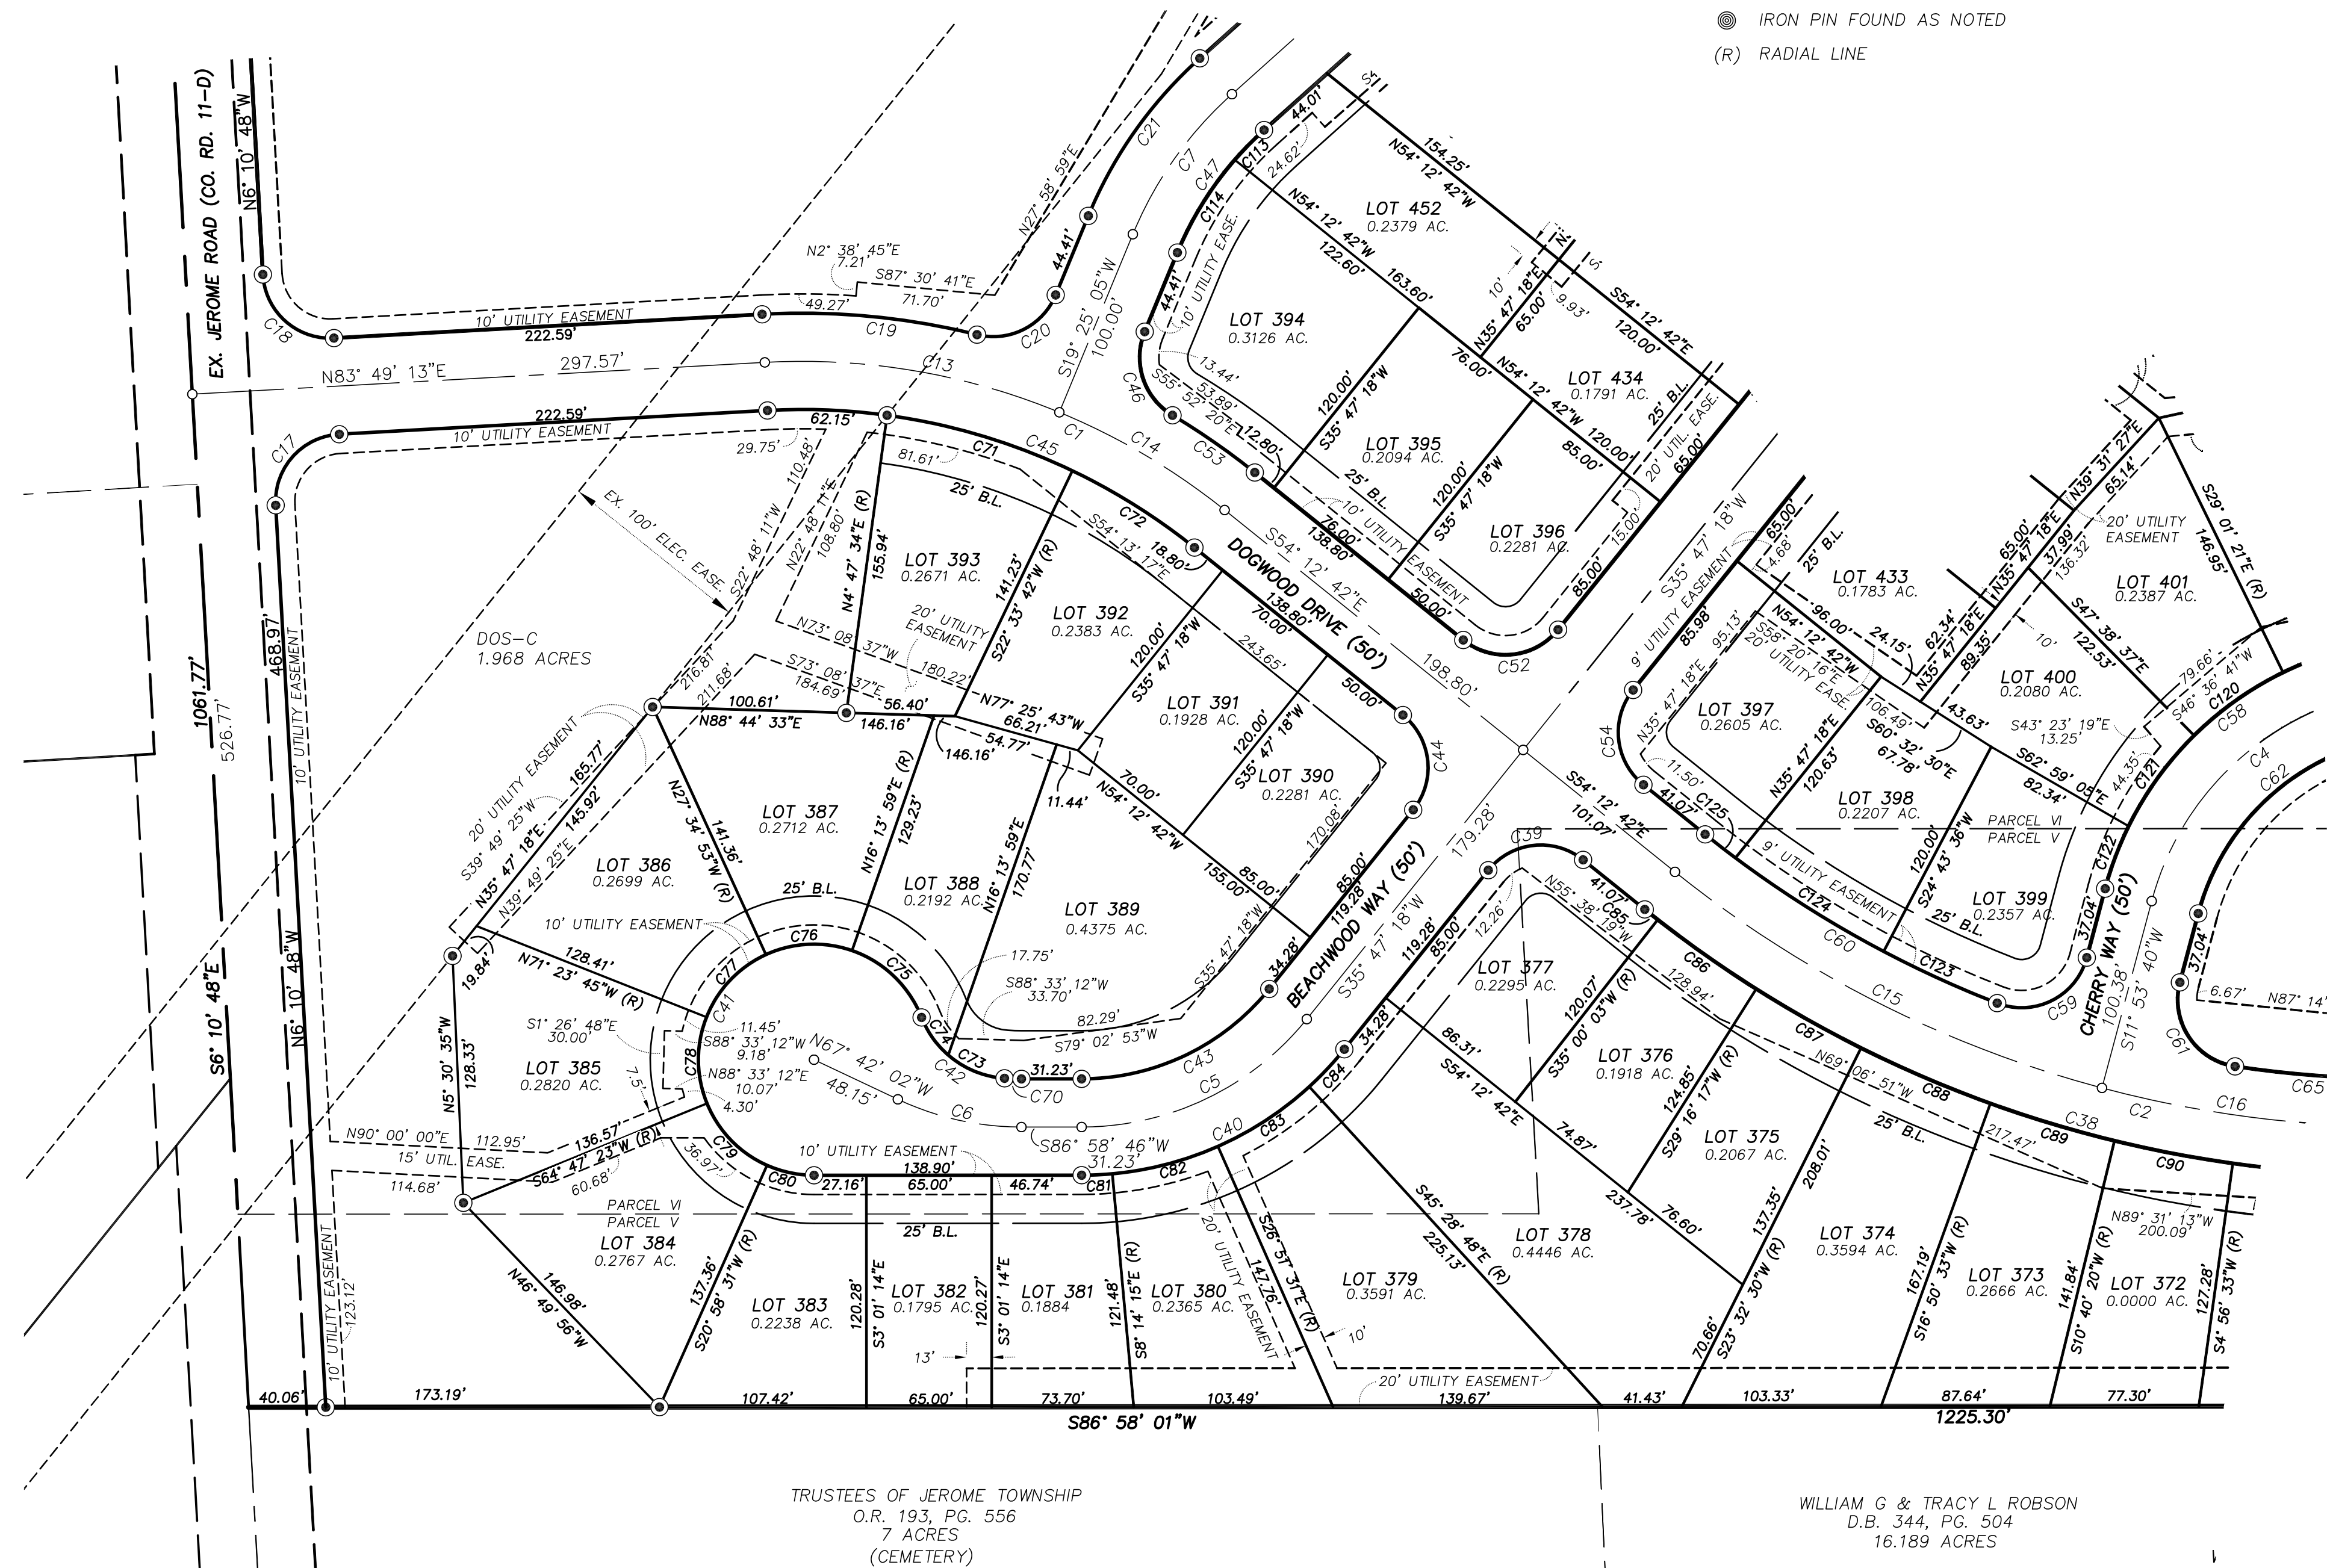 IRON PIN FOUND AS NOTED
(R) RADIAL LINE
EX. JEROME ROAD (CO. RD. 11-D)
N6° 10' 48"W
C18
10' UTILITY EASEMENT
222.59'
N83° 49' 13"E
297.57'
222.59'
10' UTILITY EASEMENT
C17
N2° 38' 45"E
7.21'
S87° 30' 41"E
71.70'
49.27'
C19
C20
C13
44.41'
N27° 58' 59"E
C21
C7
S19° 25' 05"W
100.00'
C1
C14
C45
C47
C113
C114
44.01'
24.62'
10' UTILITY EASE.
44.41'
C46
13.44'
53.89'
S55° 52' 20"E
C53
12.80'
154.25'
N54° 12' 42"W
LOT 452
0.2379 AC.
N54° 12' 42"W
122.60'
163.60'
LOT 394
0.3126 AC.
N35° 47' 18"E
65.00'
10'
9.93'
S54° 12' 42"E
120.00'
76.00'
N54° 12' 42"W
LOT 434
0.1791 AC.
25' B.L.
20' UTIL. EASE.
65.00'
120.00'
85.00'
120.00'
S35° 47' 18"W
LOT 395
0.2094 AC.
25' B.L.
120.00'
S35° 47' 18"W
LOT 396
0.2281 AC.
15.00'
10' UTILITY EASEMENT
76.00'
138.80'
50.00'
85.00'
C52
62.15'
29.75'
110.48'
S22° 48' 11"W
N22° 48' 11"E
108.80'
EX. 100' ELEC. EASE.
DOS-C
1.968 ACRES
C71
81.61'
25' B.L.
N4° 47' 34"E (R)
155.94'
LOT 393
0.2671 AC.
141.23'
S22° 33' 42"W (R)
C72
18.80'
S54° 13' 17"E
LOT 392
0.2383 AC.
20' UTILITY
EASEMENT
N73° 08' 37"W
180.22'
S73° 08' 37"E
184.69'
216.81'
211.68'
DOGWOOD DRIVE (50')
S54° 12' 42"E
198.80'
138.80'
70.00'
243.65'
50.00'
120.00'
S35° 47' 18"W
LOT 391
0.1928 AC.
120.00'
S35° 47' 18"W
LOT 390
0.2281 AC.
C44
100.61'
N88° 44' 33"E
56.40'
146.16'
146.16'
N77° 25' 43"W
66.21'
54.77'
11.44'
70.00'
N54° 12' 42"W
155.00'
85.00'
170.08'
85.00'
119.28'
34.28'
S35° 47' 18"W
1061.77'
526.77'
468.97'
10' UTILITY EASEMENT
S6° 10' 48"E
N6° 10' 48"W
20' UTILITY EASEMENT
S39° 49' 25"W
165.77'
N35° 47' 18"E
145.92'
N39° 49' 25"E
N27° 34' 53"W (R)
141.36'
LOT 387
0.2712 AC.
LOT 386
0.2699 AC.
N16° 13' 59"E (R)
129.23'
LOT 388
0.2192 AC.
N16° 13' 59"E
170.77'
LOT 389
0.4375 AC.
25' B.L.
10' UTILITY EASEMENT
128.41'
N71° 23' 45"W (R)
19.84'
C76
C77
C75
C41
C74
C73
C42
C78
C79
C80
17.75'
S88° 33' 12"W
33.70'
82.29'
S79° 02' 53"W
31.23'
C70
C43
C5
C6
BEACHWOOD WAY (50')
S35° 47' 18"W
179.28'
N5° 30' 35"W
128.33'
S1° 26' 48"E
30.00'
LOT 385
0.2820 AC.
7.5'
11.45'
S88° 33' 12"W
9.18'
N88° 33' 12"E
10.07'
4.30'
N67° 42' 02"W
48.15'
S86° 58' 46"W
31.23'
N90° 00' 00"E
112.95'
15' UTIL. EASE.
114.68'
136.57'
S64° 47' 23"W (R)
60.68'
36.97'
10' UTILITY EASEMENT
138.90'
27.16'
65.00'
46.74'
C81
C82
C40
C83
C84
25' B.L.
PARCEL VI
PARCEL V
LOT 384
0.2767 AC.
N46° 49' 56"W
146.98'
137.36'
S20° 58' 31"W (R)
LOT 383
0.2238 AC.
120.28'
S3° 01' 14"E
LOT 382
0.1795 AC.
120.27'
S3° 01' 14"E
LOT 381
0.1884
121.48'
S8° 14' 15"E (R)
LOT 380
0.2365 AC.
20' UTILITY EASEMENT
S26° 51' 31"E (R)
147.76'
LOT 379
0.3591 AC.
10'
13'
10' UTILITY EASEMENT
123.12'
S45° 28' 48"E (R)
225.13'
LOT 378
0.4446 AC.
20' UTILITY EASEMENT
40.06'
173.19'
107.42'
65.00'
73.70'
103.49'
139.67'
41.43'
103.33'
87.64'
77.30'
S86° 58' 01"W
1225.30'
C39
119.28'
85.00'
34.28'
12.26'
41.07'
C85
N55° 38' 19"W
128.94'
LOT 377
0.2295 AC.
120.07'
S35° 00' 03"W (R)
86.31'
S54° 12' 42"E
74.87'
237.78'
76.60'
LOT 376
0.1918 AC.
124.85'
S29° 16' 17"W (R)
LOT 375
0.2067 AC.
208.01'
137.35'
70.66'
S23° 32' 30"W (R)
C86
C87
C88
C89
C90
C15
C38
C2
C16
N69° 06' 51"W
217.47'
25' B.L.
LOT 374
0.3594 AC.
167.19'
S16° 50' 33"W (R)
LOT 373
0.2666 AC.
141.84'
S10° 40' 20"W (R)
LOT 372
0.0000 AC.
127.28'
S4° 56' 33"W (R)
N89° 31' 13"W
200.09'
S54° 12' 42"E
101.07'
S35° 47' 18"W
C54
9' UTILITY EASEMENT
65.00'
85.98'
4.68'
25' B.L.
95.13'
N35° 47' 18"E
LOT 397
0.2605 AC.
11.50'
41.07'
C125
N54° 12' 42"W
96.00'
24.15'
S58° 20' 16"E
20' UTILITY EASE.
LOT 433
0.1783 AC.
106.49'
N35° 47' 18"E
120.63'
S60° 32' 30"E
67.78'
LOT 398
0.2207 AC.
43.63'
62.34'
N35° 47' 18"E
89.35'
10'
65.00'
N35° 47' 18"E
37.99'
136.32'
N39° 31' 27"E
65.14'
20' UTILITY
EASEMENT
S29° 01' 21"E (R)
146.95'
LOT 401
0.2387 AC.
S47° 38' 37"E
122.53'
LOT 400
0.2080 AC.
79.66'
S46° 36' 41"W
S43° 23' 19"E
13.25'
44.35'
C120
C58
C121
C4
C62
S62° 59' 05"E
82.34'
PARCEL VI
PARCEL V
C122
120.00'
S24° 43' 36"W
LOT 399
0.2357 AC.
25' B.L.
9' UTILITY EASEMENT
C124
C60
C123
C59
37.04'
CHERRY WAY (50')
100.38'
S11° 53' 40"W
37.04'
6.67'
N87° 14'
C61
C65
TRUSTEES OF JEROME TOWNSHIP
O.R. 193, PG. 556
7 ACRES
(CEMETERY)
WILLIAM G & TRACY L ROBSON
D.B. 344, PG. 504
16.189 ACRES